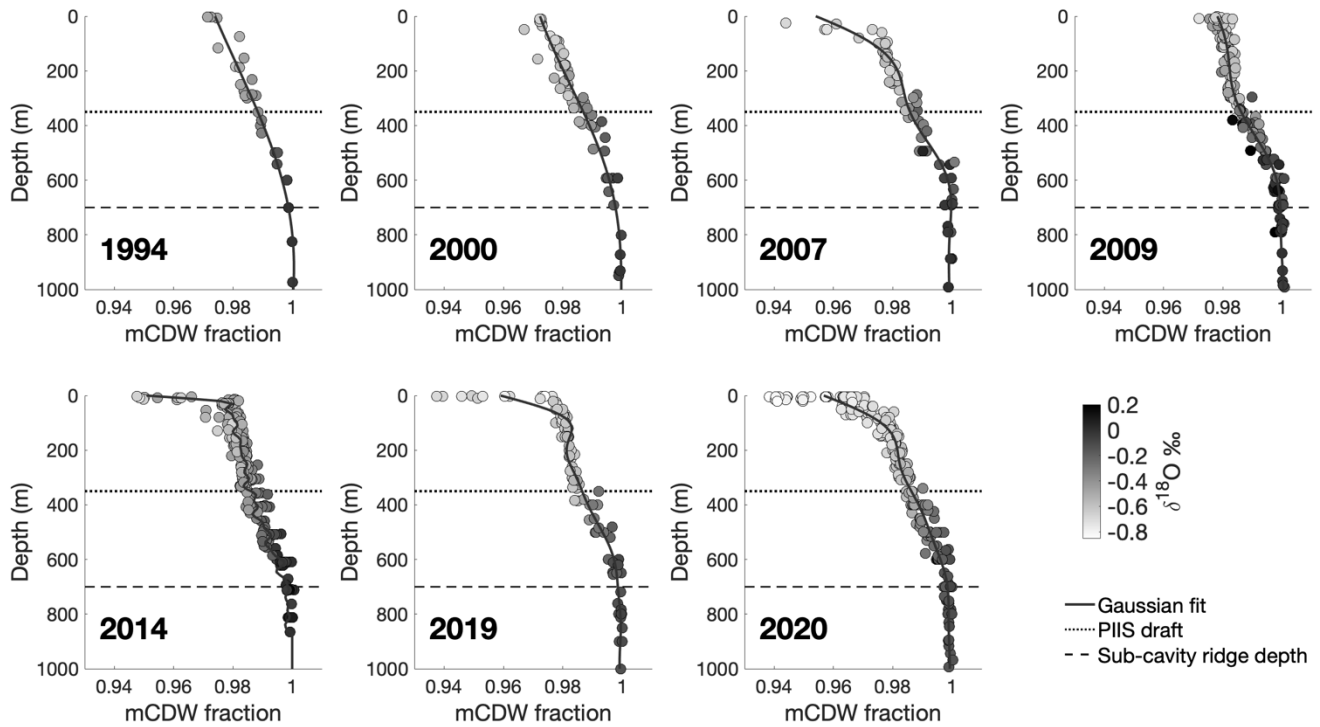 0
200
400
600
800
1000
Depth (m)
1994
0.94 0.96 0.98 1
mCDW fraction
0
200
400
600
800
1000
Depth (m)
2000
0.94 0.96 0.98 1
mCDW fraction
0
200
400
600
800
1000
Depth (m)
2007
0.94 0.96 0.98 1
mCDW fraction
0
200
400
600
800
1000
Depth (m)
2009
0.94 0.96 0.98 1
mCDW fraction
0
200
400
600
800
1000
Depth (m)
2014
0.94 0.96 0.98 1
mCDW fraction
0
200
400
600
800
1000
Depth (m)
2019
0.94 0.96 0.98 1
mCDW fraction
0
200
400
600
800
1000
Depth (m)
2020
0.94 0.96 0.98 1
mCDW fraction
0.2
0
-0.2
-0.4
-0.6
-0.8
δ¹⁸O ‰
Gaussian fit
PIIS draft
Sub-cavity ridge depth